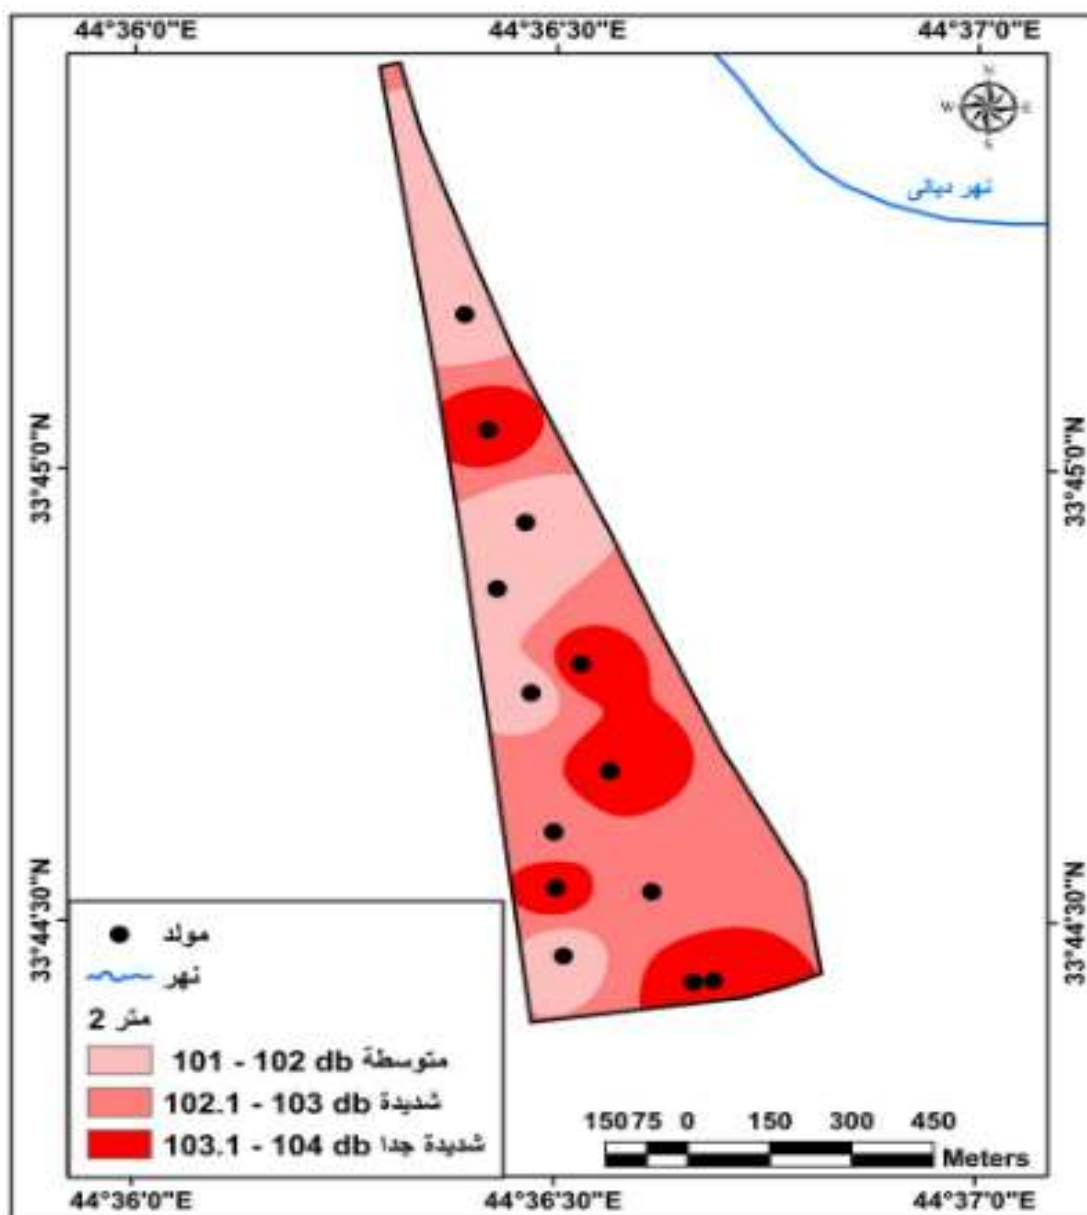 44°36'0"E 44°36'30"E 44°37'0"E
N
W E
S
نهر ديالى
33°45'0"N 33°45'0"N
33°44'30"N 33°44'30"N
مولد
نهر
متر 2
متوسطة 101 - 102 db
شديدة 102.1 - 103 db
شديدة جدا 103.1 - 104 db
150 75 0 150 300 450
Meters
44°36'0"E 44°36'30"E 44°37'0"E